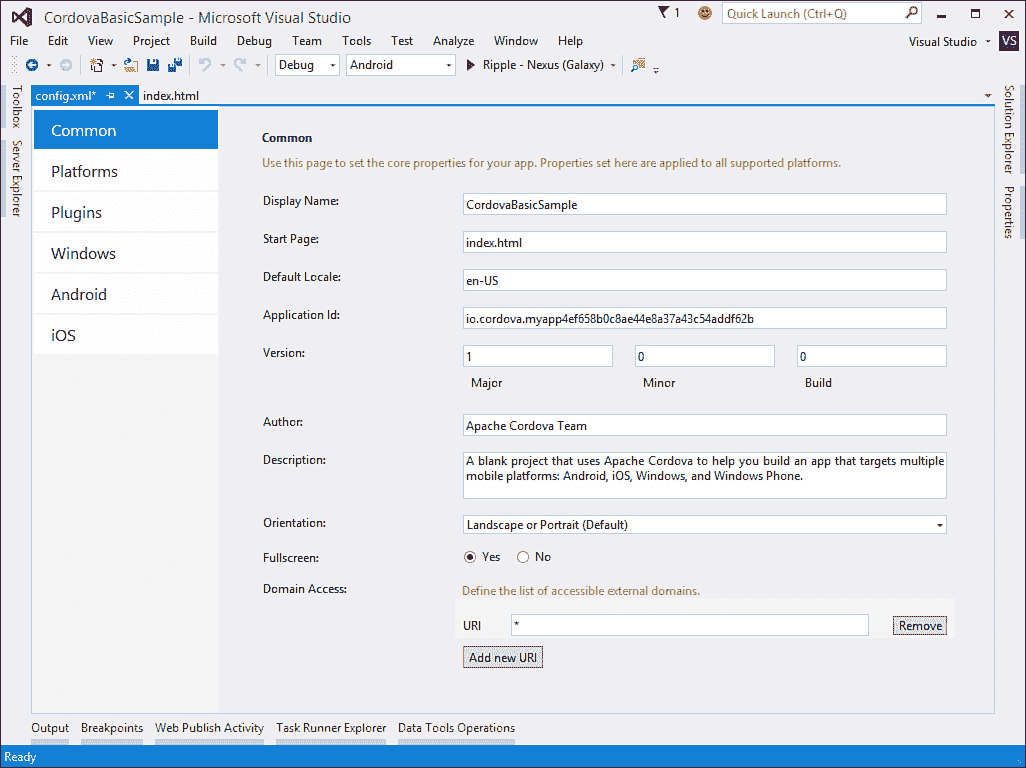 CordovaBasicSample - Microsoft Visual Studio
1
Quick Launch (Ctrl+Q)
File Edit View Project Build Debug Team Tools Test Analyze Window Help
Visual Studio
VS
Debug
Android
Ripple - Nexus (Galaxy)
config.xml*
index.html
Toolbox
Server Explorer
Solution Explorer
Properties
Common
Platforms
Plugins
Windows
Android
iOS
Common
Use this page to set the core properties for your app. Properties set here are applied to all supported platforms.
Display Name:
CordovaBasicSample
Start Page:
index.html
Default Locale:
en-US
Application Id:
io.cordova.myapp4ef658b0c8ae44e8a37a43c54addf62b
Version:
1
0
0
Major
Minor
Build
Author:
Apache Cordova Team
Description:
A blank project that uses Apache Cordova to help you build an app that targets multiple
mobile platforms: Android, iOS, Windows, and Windows Phone.
Orientation:
Landscape or Portrait (Default)
Fullscreen:
Yes
No
Domain Access:
Define the list of accessible external domains.
URI
*
Remove
Add new URI
Output Breakpoints Web Publish Activity Task Runner Explorer Data Tools Operations
Ready